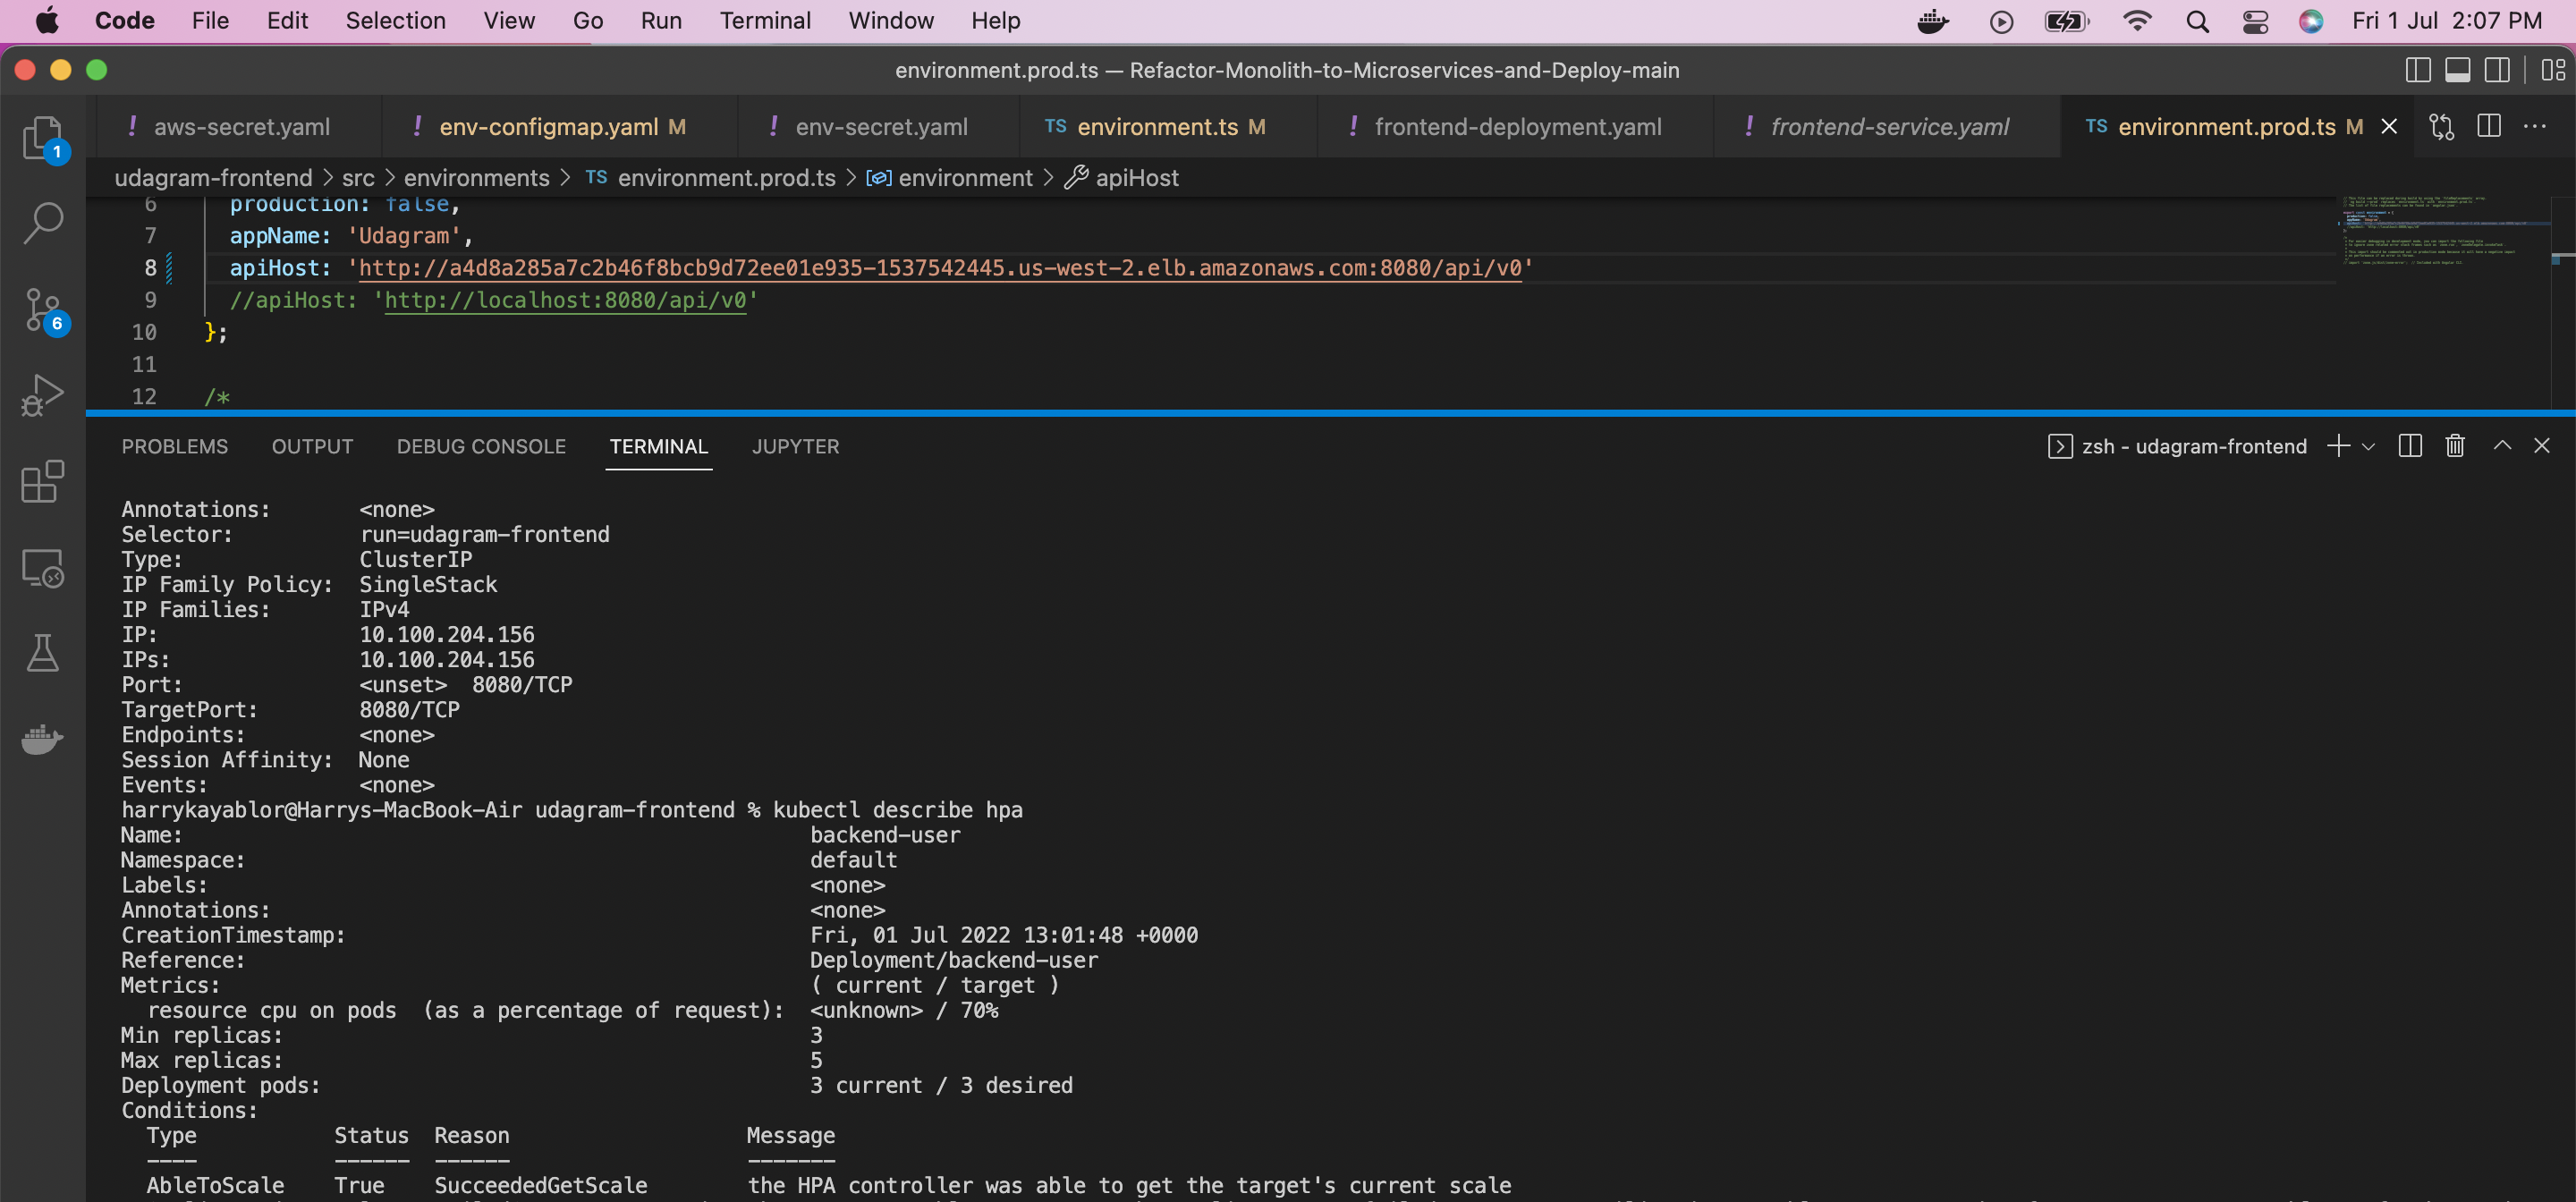 Code File Edit Selection View Go Run Terminal Window Help Fri 1 Jul 2:07 PM
environment.prod.ts — Refactor-Monolith-to-Microservices-and-Deploy-main
! aws-secret.yaml ! env-configmap.yaml M ! env-secret.yaml TS environment.ts M ! frontend-deployment.yaml ! frontend-service.yaml TS environment.prod.ts M
1
6
udagram-frontend > src > environments > TS environment.prod.ts > environment > apiHost
6 production: false,
7 appName: 'Udagram',
8 apiHost: 'http://a4d8a285a7c2b46f8bcb9d72ee01e935-1537542445.us-west-2.elb.amazonaws.com:8080/api/v0'
9 //apiHost: 'http://localhost:8080/api/v0'
10 };
11
12 /*
PROBLEMS OUTPUT DEBUG CONSOLE TERMINAL JUPYTER zsh - udagram-frontend
Annotations: <none>
Selector: run=udagram-frontend
Type: ClusterIP
IP Family Policy: SingleStack
IP Families: IPv4
IP: 10.100.204.156
IPs: 10.100.204.156
Port: <unset> 8080/TCP
TargetPort: 8080/TCP
Endpoints: <none>
Session Affinity: None
Events: <none>
harrykayablor@Harrys-MacBook-Air udagram-frontend % kubectl describe hpa
Name: backend-user
Namespace: default
Labels: <none>
Annotations: <none>
CreationTimestamp: Fri, 01 Jul 2022 13:01:48 +0000
Reference: Deployment/backend-user
Metrics: ( current / target )
resource cpu on pods (as a percentage of request): <unknown> / 70%
Min replicas: 3
Max replicas: 5
Deployment pods: 3 current / 3 desired
Conditions:
Type Status Reason Message
---- ------ ------ -------
AbleToScale True SucceededGetScale the HPA controller was able to get the target's current scale